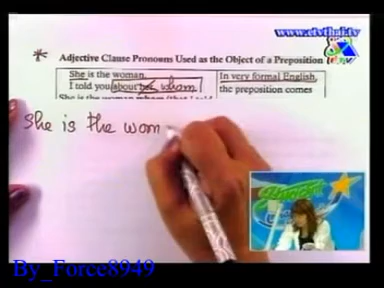 www.etvthai.tv
* Adjective Clause Pronouns Used as the Object of a Preposition
She is the woman.
I told you about her whom
In very formal English,
the preposition comes
She is the woman whom (that I told
She is the wom
By_Force8949